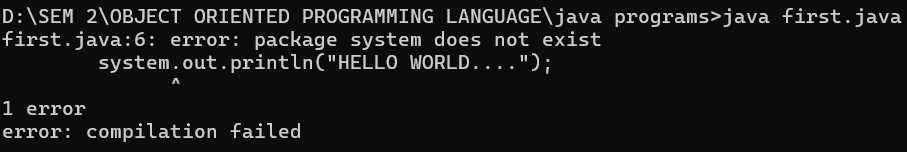 D:\SEM 2\OBJECT ORIENTED PROGRAMMING LANGUAGE\java programs>java first.java
first.java:6: error: package system does not exist
        system.out.println("HELLO WORLD....");
              ^
1 error
error: compilation failed